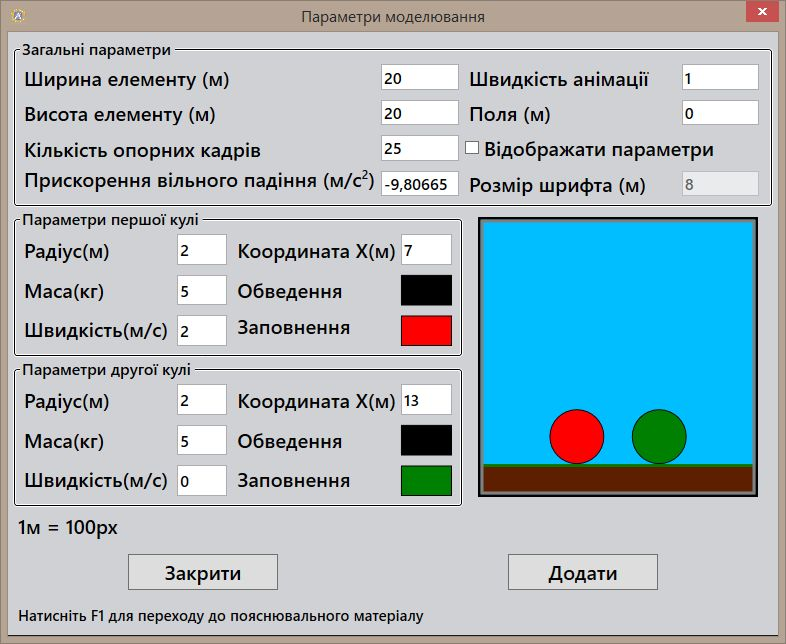 Параметри моделювання
Загальні параметри
Ширина елементу (м) 20 Швидкість анімації 1
Висота елементу (м) 20 Поля (м) 0
Кількість опорних кадрів 25 Відображати параметри
Прискорення вільного падіння (м/с²) -9,80665 Розмір шрифта (м) 8
Параметри першої кулі
Радіус(м) 2 Координата X(м) 7
Маса(кг) 5 Обведення
Швидкість(м/с) 2 Заповнення
Параметри другої кулі
Радіус(м) 2 Координата X(м) 13
Маса(кг) 5 Обведення
Швидкість(м/с) 0 Заповнення
1м = 100px
Закрити Додати
Натисніть F1 для переходу до пояснювального матеріалу